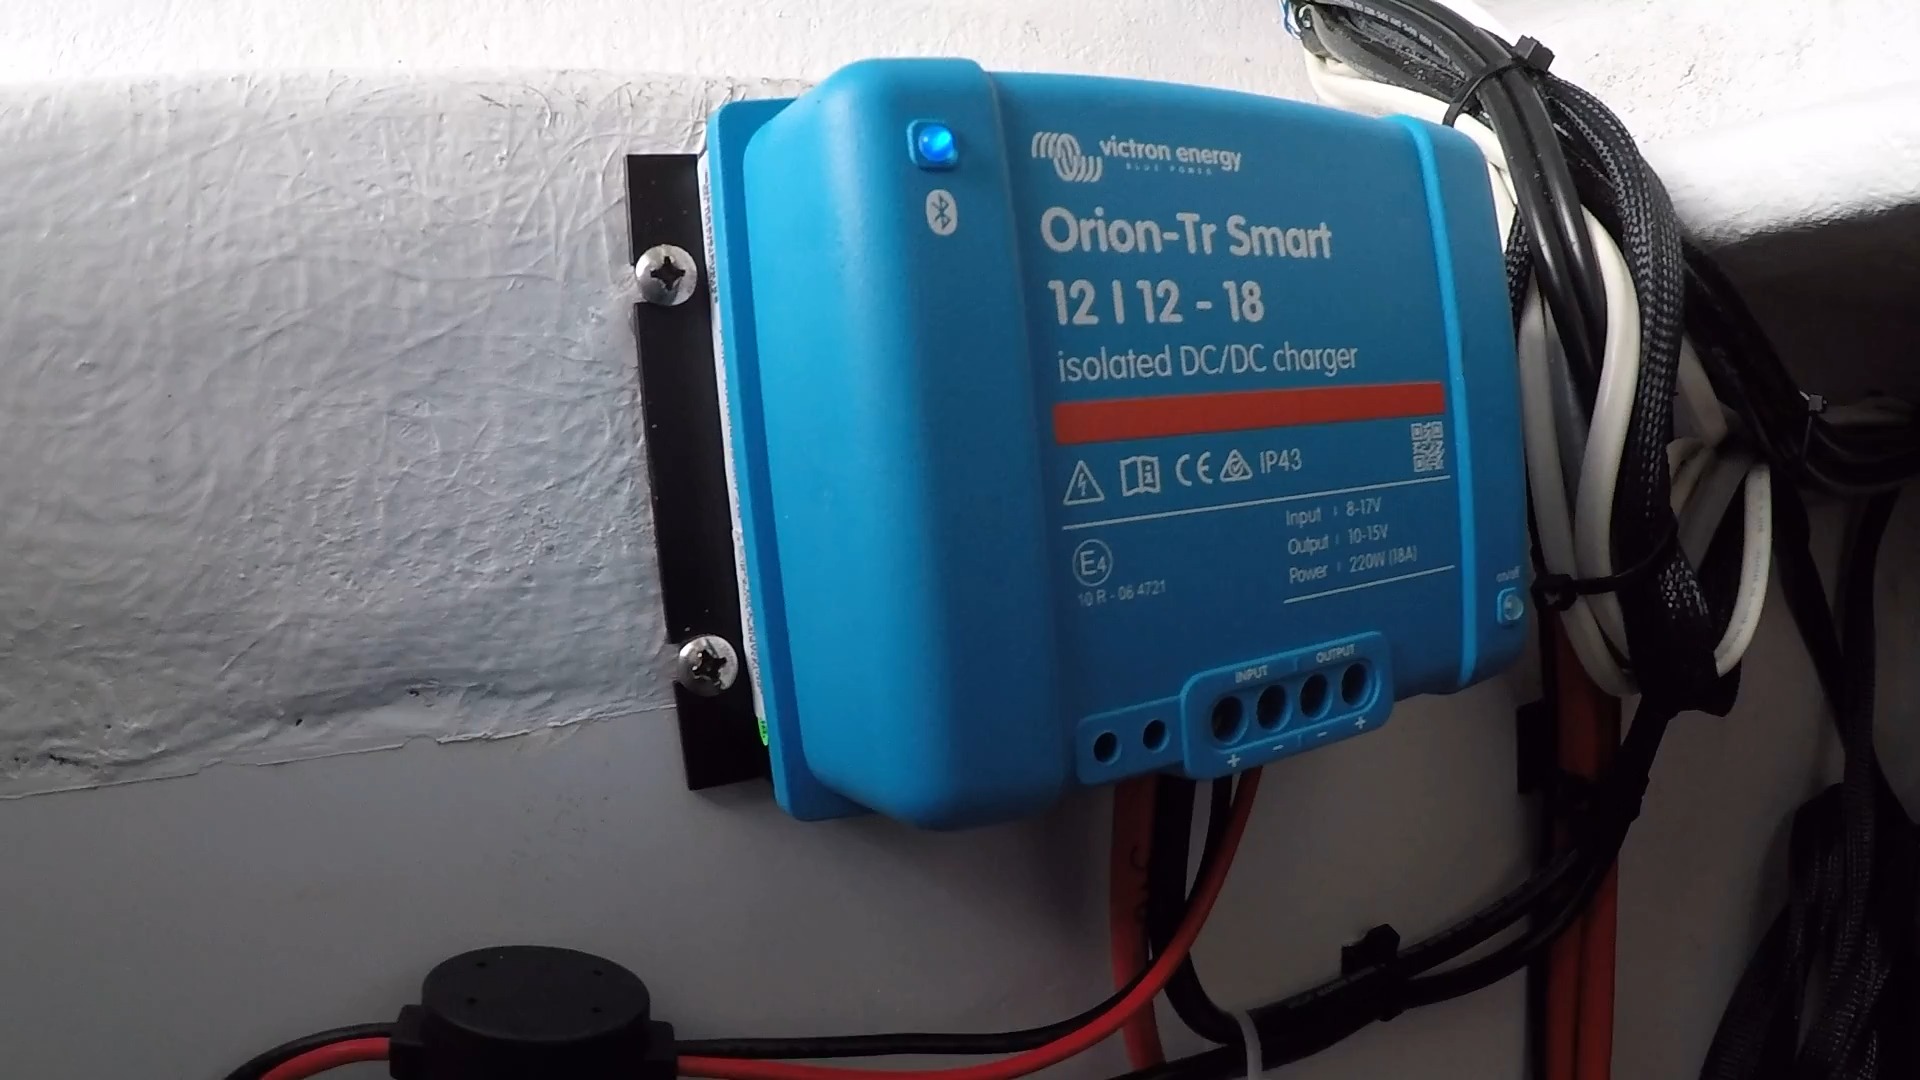 victron energy
BLUE POWER
Orion-Tr Smart
12 | 12 - 18
isolated DC/DC charger
IP43
Input : 8-17V
Output : 10-15V
Power : 220W (18A)
E4
10 R - 06 4721
on/off
INPUT OUTPUT
+ - - +